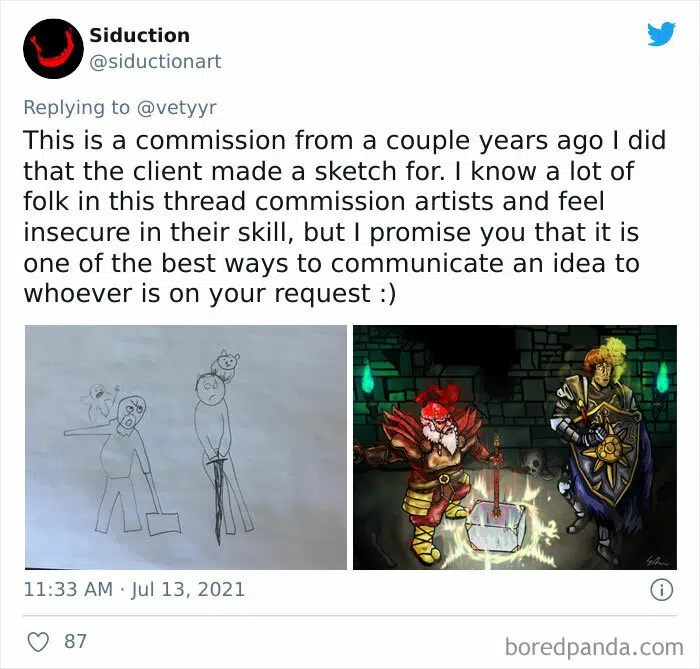 Siduction
@siductionart
Replying to @vetyyr
This is a commission from a couple years ago I did
that the client made a sketch for. I know a lot of
folk in this thread commission artists and feel
insecure in their skill, but I promise you that it is
one of the best ways to communicate an idea to
whoever is on your request :)
11:33 AM · Jul 13, 2021
87
boredpanda.com